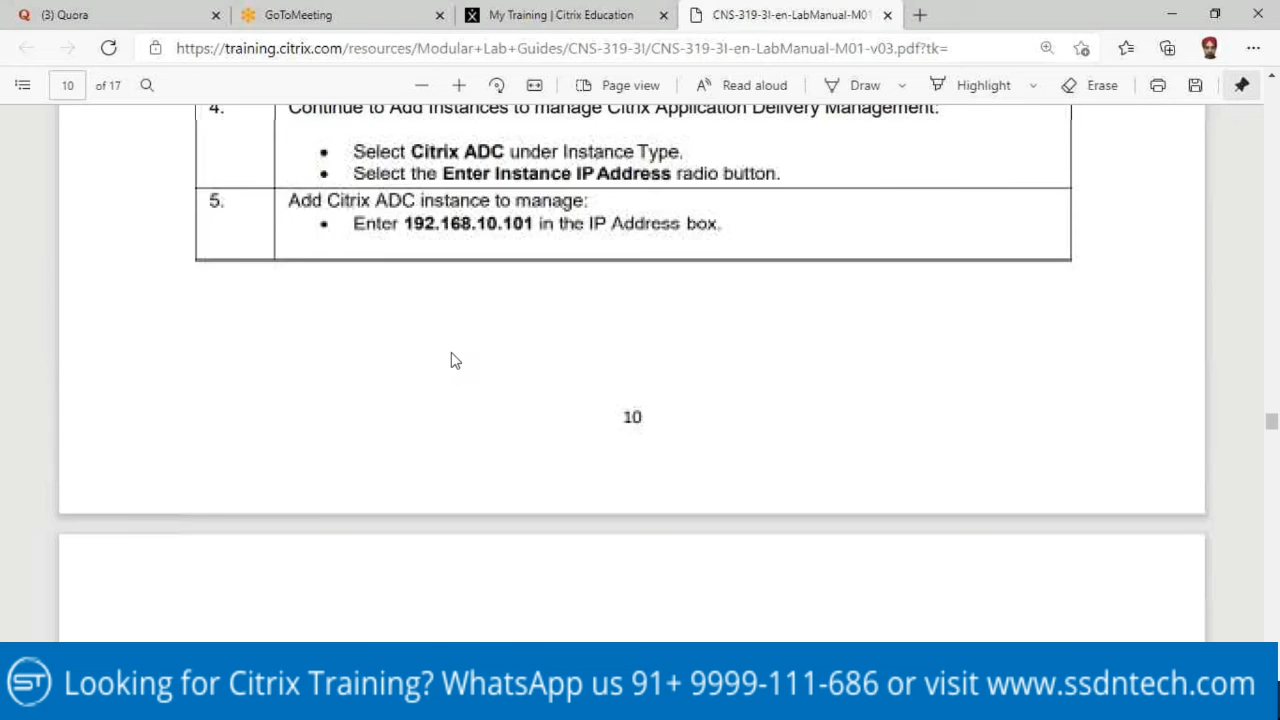 (3) Quora
GoToMeeting
My Training | Citrix Education
CNS-319-3I-en-LabManual-M01
https://training.citrix.com/resources/Modular+Lab+Guides/CNS-319-3I/CNS-319-3I-en-LabManual-M01-v03.pdf?tk=
10 of 17
Page view
Read aloud
Draw
Highlight
Erase
4. Continue to Add Instances to manage Citrix Application Delivery Management:
• Select Citrix ADC under Instance Type.
• Select the Enter Instance IP Address radio button.
5. Add Citrix ADC instance to manage:
• Enter 192.168.10.101 in the IP Address box.
10
ST Looking for Citrix Training? WhatsApp us 91+ 9999-111-686 or visit www.ssdntech.com